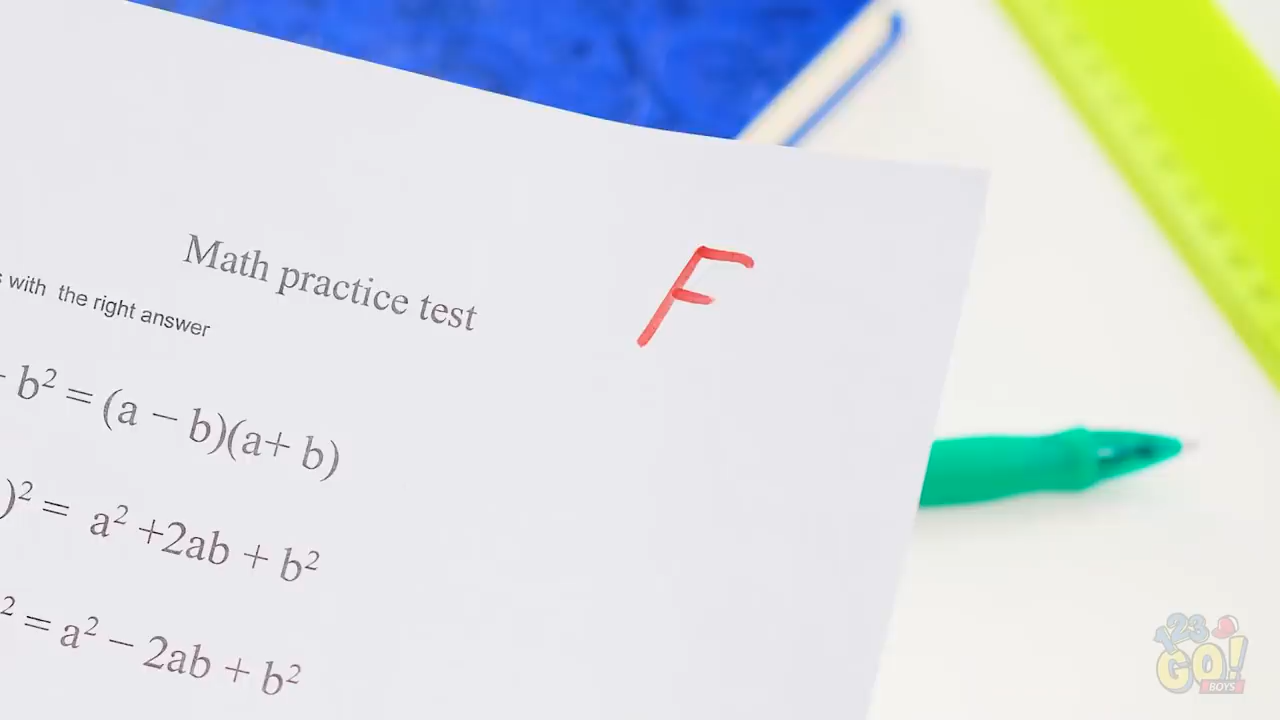 Math practice test
F
with the right answer
b² = (a − b)(a+ b)
)² = a² +2ab + b²
² = a² − 2ab + b²
123
GO!
BOYS